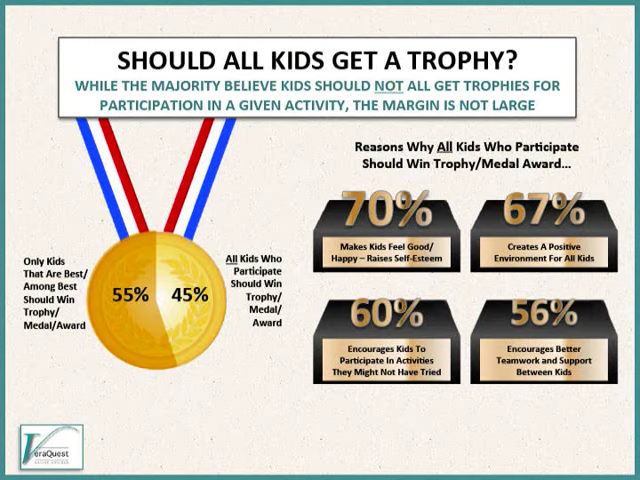 SHOULD ALL KIDS GET A TROPHY?
WHILE THE MAJORITY BELIEVE KIDS SHOULD NOT ALL GET TROPHIES FOR
PARTICIPATION IN A GIVEN ACTIVITY, THE MARGIN IS NOT LARGE
Only Kids
That Are Best/
Among Best
Should Win
Trophy/
Medal/Award
55%
45%
All Kids Who
Participate
Should Win
Trophy/
Medal/
Award
Reasons Why All Kids Who Participate
Should Win Trophy/Medal Award...
70%
Makes Kids Feel Good/
Happy – Raises Self-Esteem
67%
Creates A Positive
Environment For All Kids
60%
Encourages Kids To
Participate In Activities
They Might Not Have Tried
56%
Encourages Better
Teamwork and Support
Between Kids
VeraQuest